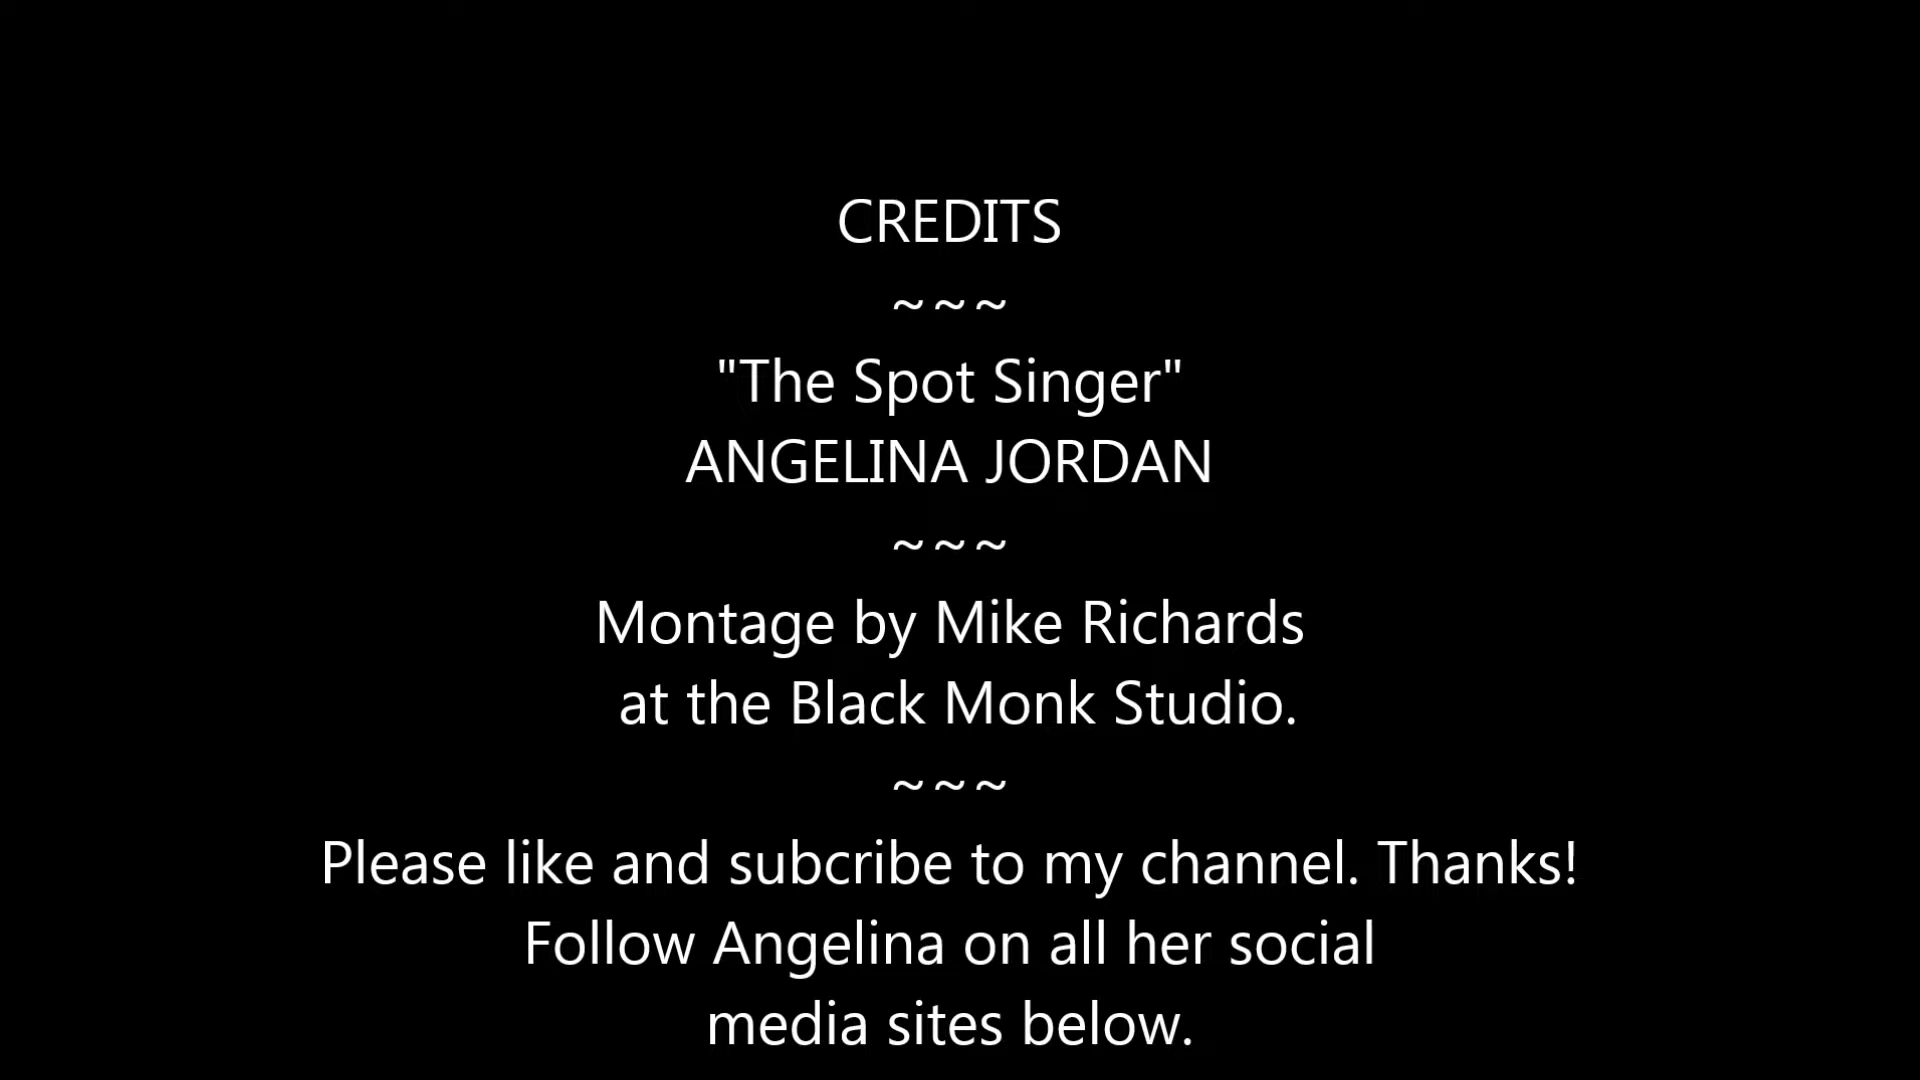 CREDITS
~~~
"The Spot Singer"
ANGELINA JORDAN
~~~
Montage by Mike Richards
at the Black Monk Studio.
~~~
Please like and subcribe to my channel. Thanks!
Follow Angelina on all her social
media sites below.